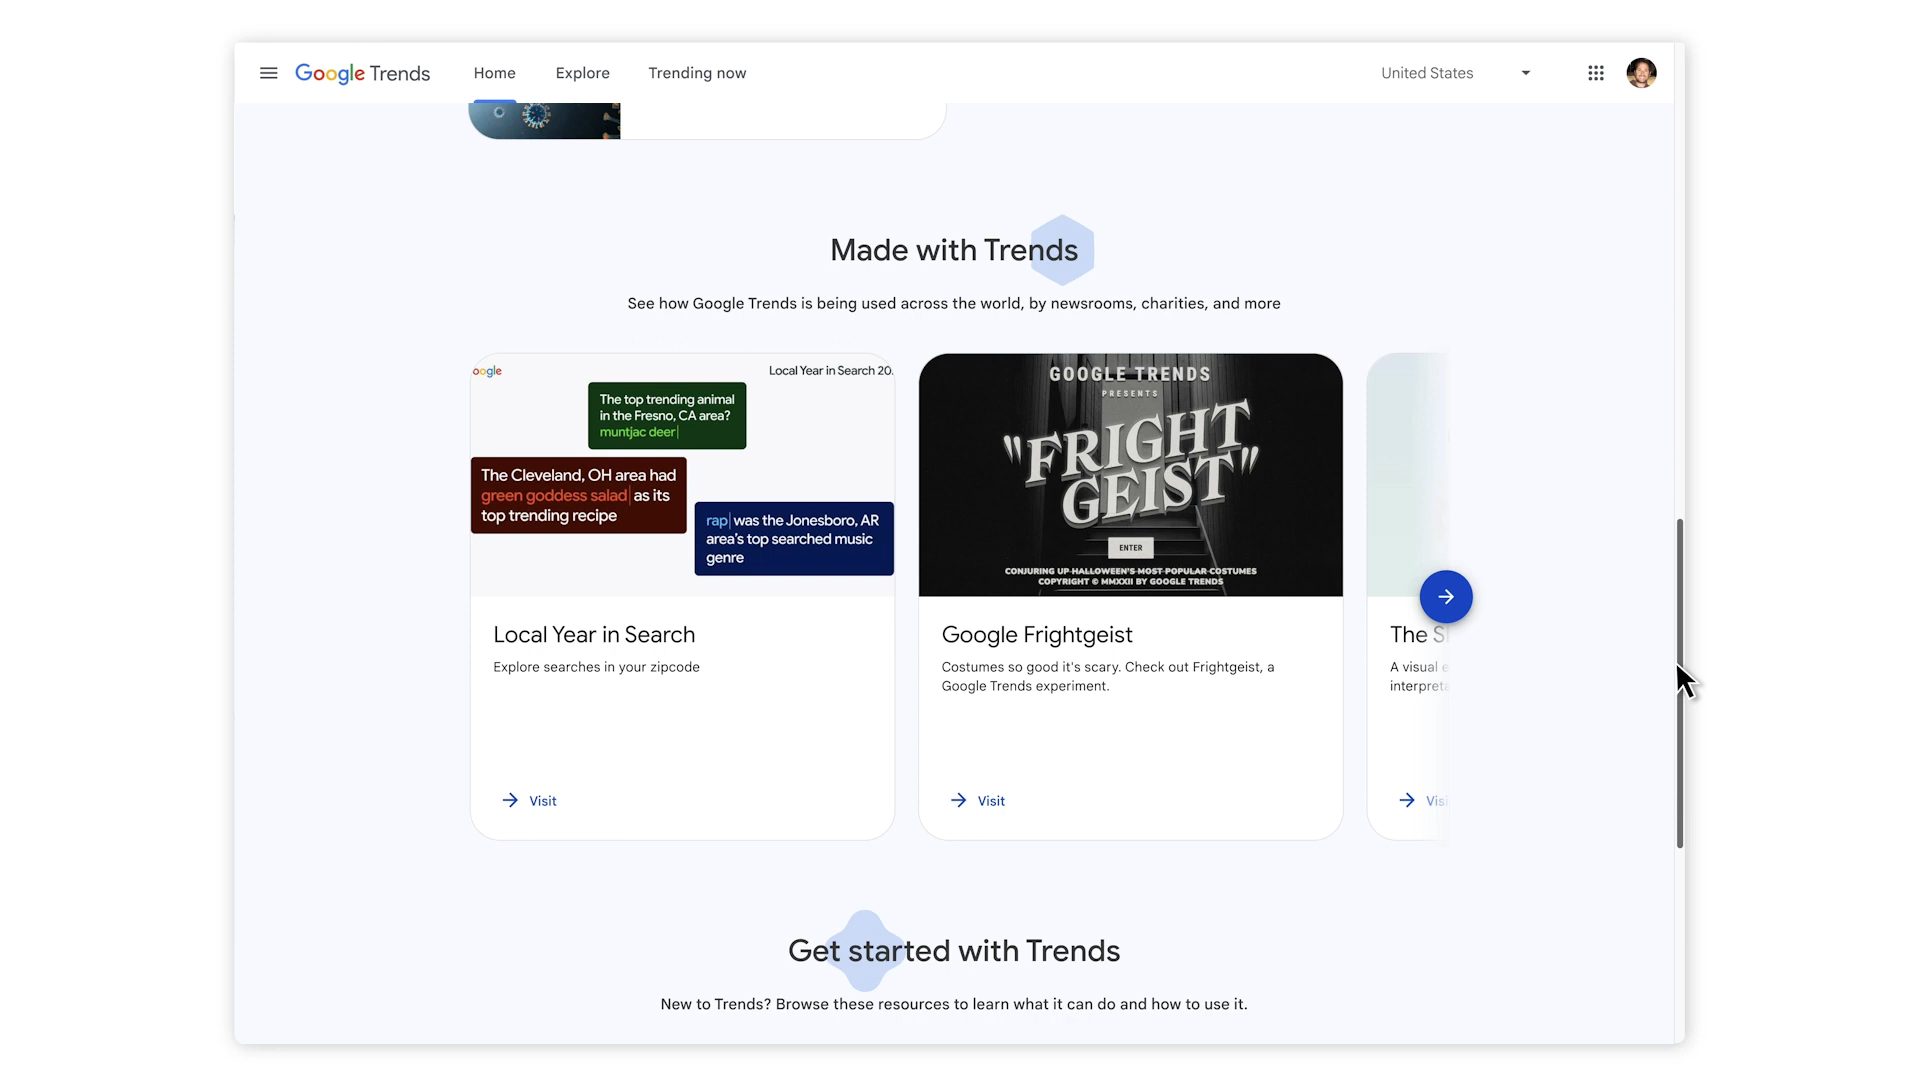 Google Trends
Home
Explore
Trending now
United States
Made with Trends
See how Google Trends is being used across the world, by newsrooms, charities, and more
oogle
Local Year in Search 20
The top trending animal
in the Fresno, CA area?
muntjac deer
The Cleveland, OH area had
green goddess salad as its
top trending recipe
rap was the Jonesboro, AR
area's top searched music
genre
Local Year in Search
Explore searches in your zipcode
Visit
GOOGLE TRENDS
PRESENTS
"FRIGHT
GEIST"
ENTER
CONJURING UP HALLOWEEN'S MOST POPULAR COSTUMES
COPYRIGHT © MMXXII BY GOOGLE TRENDS
Google Frightgeist
Costumes so good it's scary. Check out Frightgeist, a
Google Trends experiment.
Visit
The S
A visual e
interpreta
Visi
Get started with Trends
New to Trends? Browse these resources to learn what it can do and how to use it.